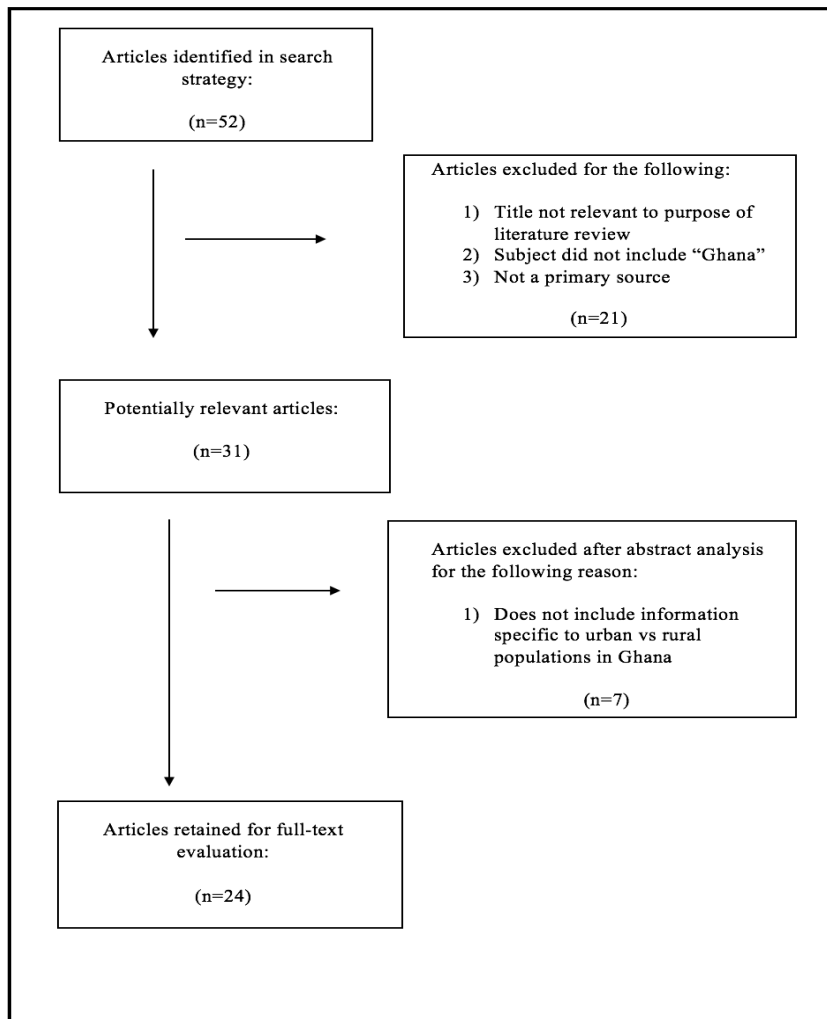 Articles identified in search
strategy:
(n=52)
Articles excluded for the following:
1) Title not relevant to purpose of
literature review
2) Subject did not include “Ghana”
3) Not a primary source
(n=21)
Potentially relevant articles:
(n=31)
Articles excluded after abstract analysis
for the following reason:
1) Does not include information
specific to urban vs rural
populations in Ghana
(n=7)
Articles retained for full-text
evaluation:
(n=24)